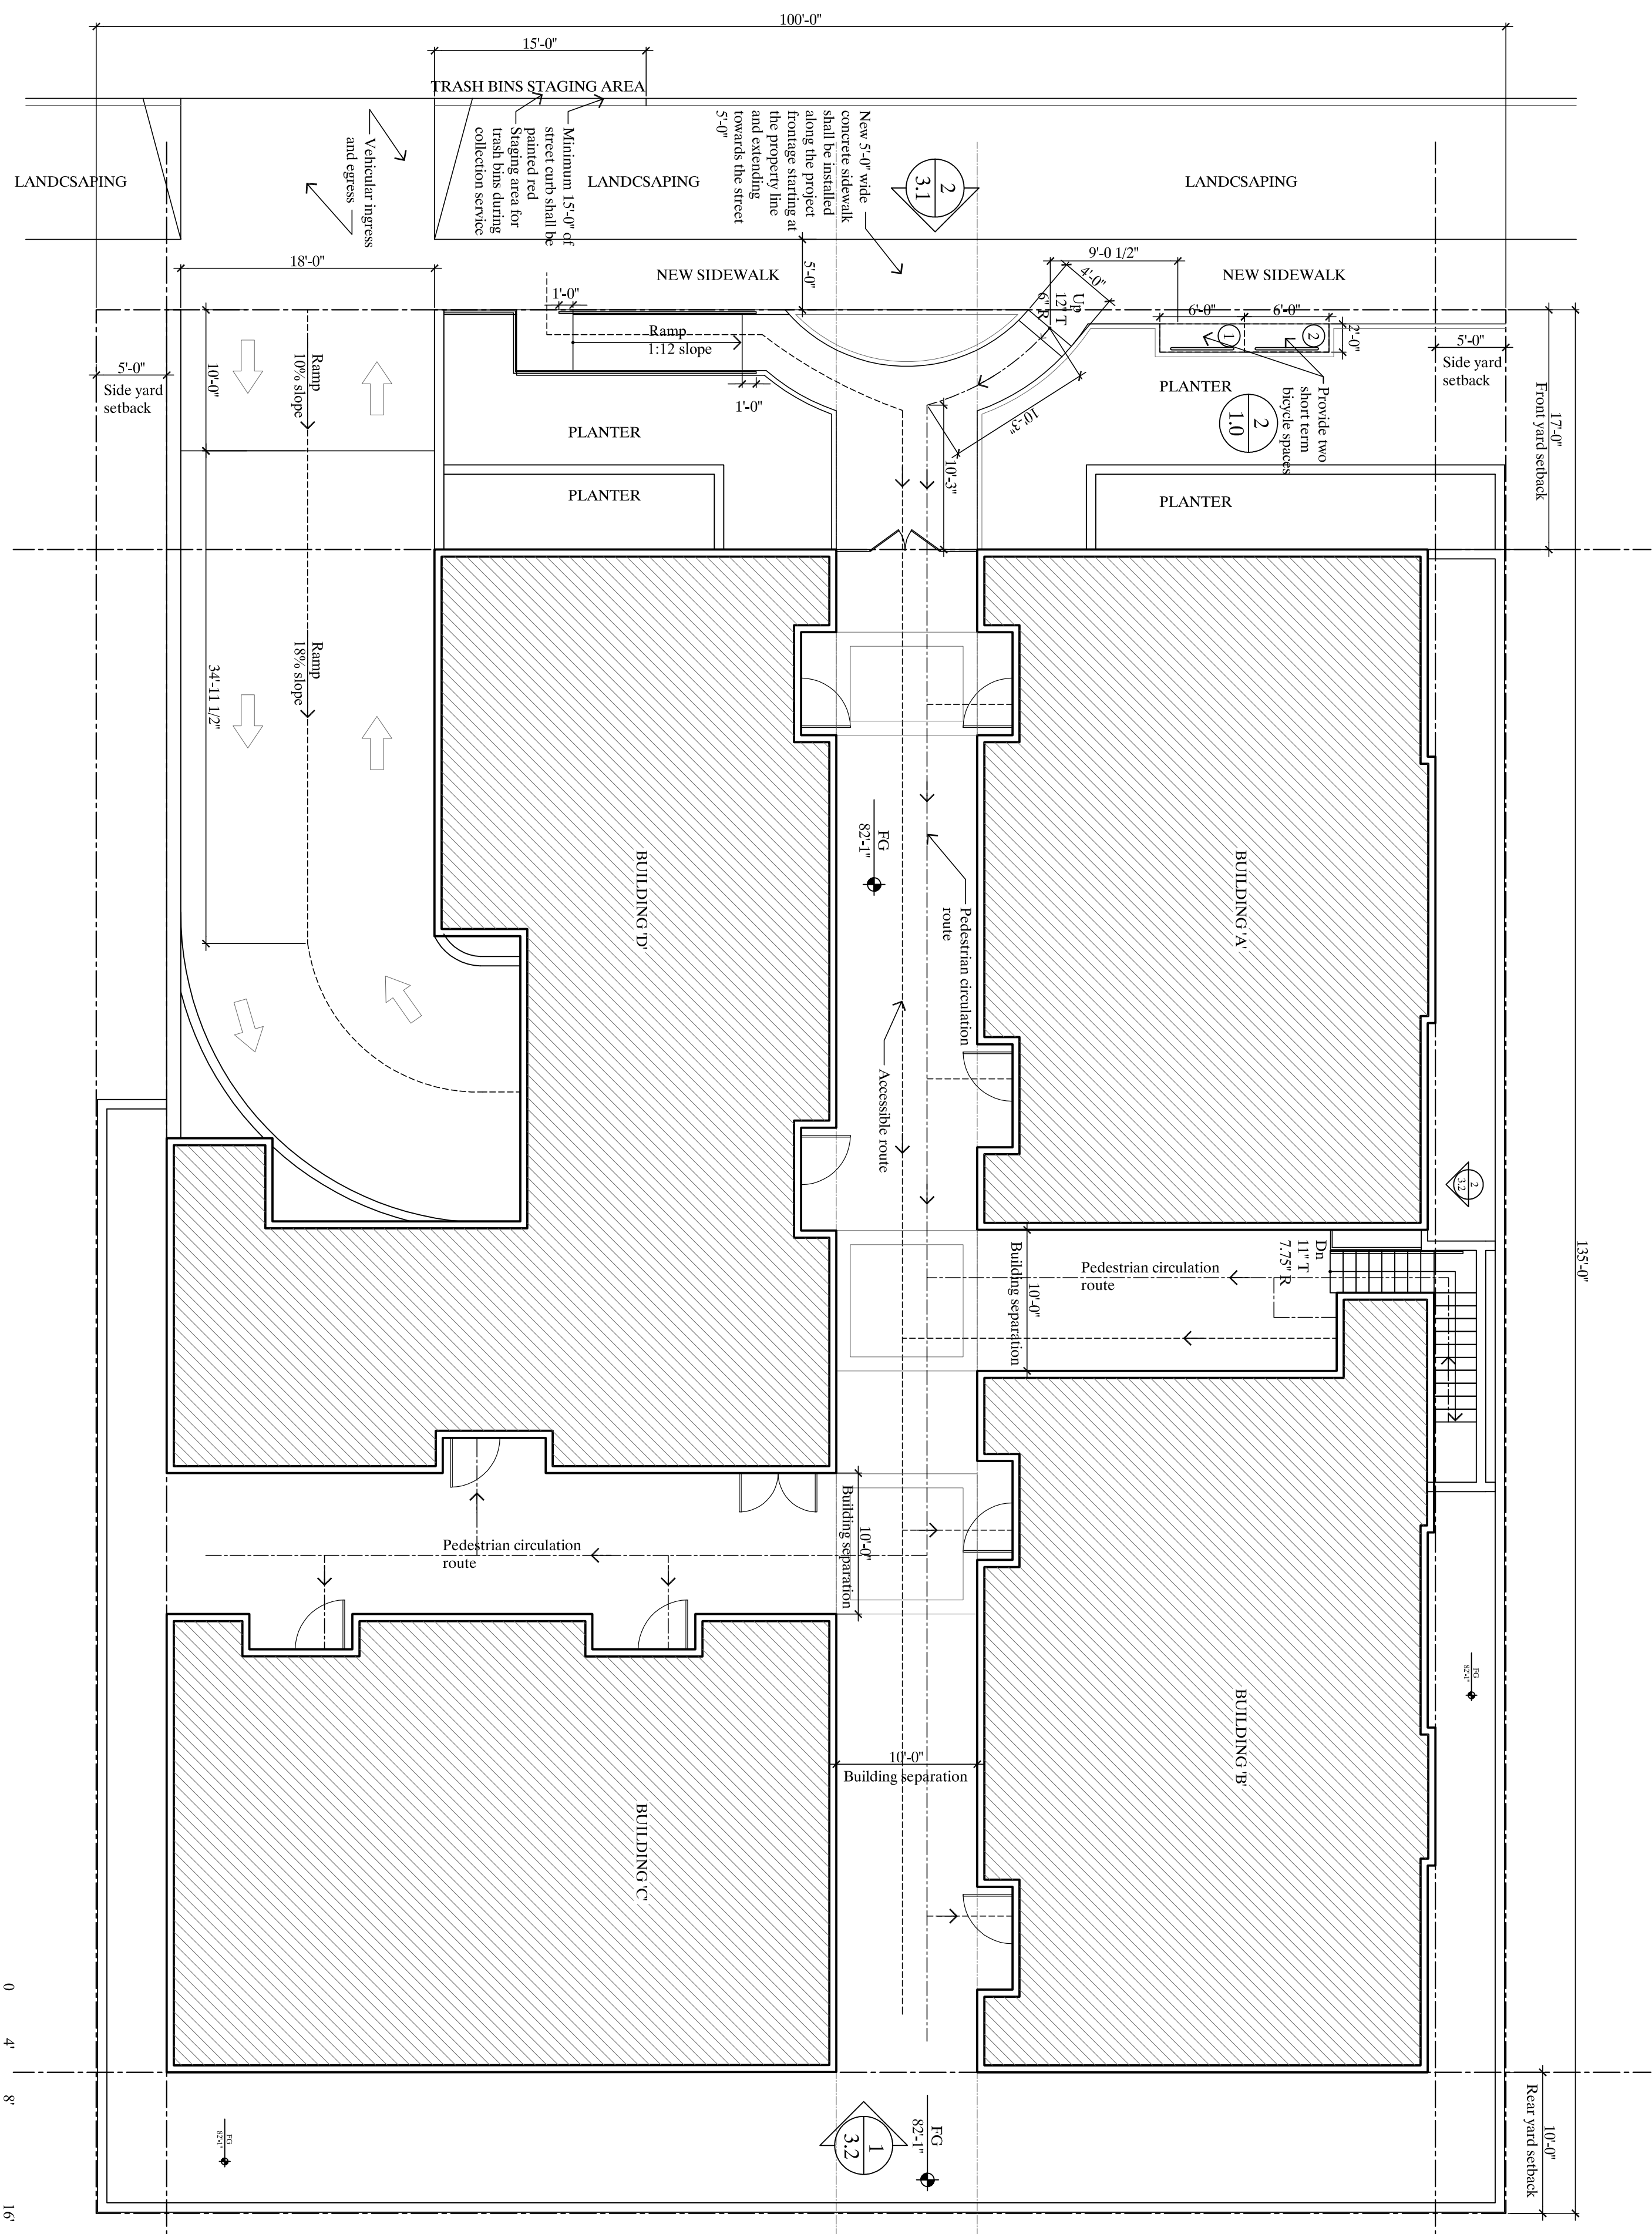 100'-0"
15'-0"
TRASH BINS STAGING AREA
Minimum 15'-0" of
street curb shall be
painted red
Staging area for
trash bins during
collection service
Vehicular ingress
and egress
New 5'-0" wide
concrete sidewalk
shall be installed
along the project
frontage starting at
the property line
and extending
towards the street
5'-0"
2
3.1
LANDCSAPING
LANDCSAPING
LANDCSAPING
18'-0"
NEW SIDEWALK
5'-0"
9'-0 1/2"
4'-0"
NEW SIDEWALK
1'-0"
Ramp
1:12 slope
1'-0"
Up
12" T
6" R
6'-0"
6'-0"
1
2
2'-0"
5'-0"
Side yard
setback
5'-0"
Side yard
setback
10'-0"
Ramp
10% slope
PLANTER
PLANTER
10'-3"
10'-3"
PLANTER
2
1.0
Provide two
short term
bicycle spaces
PLANTER
17'-0"
Front yard setback
34'-11 1/2"
Ramp
18% slope
BUILDING 'D'
FG
82'-1"
Pedestrian circulation
route
Accessible route
BUILDING 'A'
2
3.2
135'-0"
10'-0"
Building separation
Pedestrian circulation
route
Dn
11" T
7.75" R
10'-0"
Building separation
Pedestrian circulation
route
FG
82'-1"
BUILDING 'B'
10'-0"
Building separation
BUILDING 'C'
FG
82'-1"
1
3.2
FG
82'-1"
10'-0"
Rear yard setback
0
4'
8'
16'